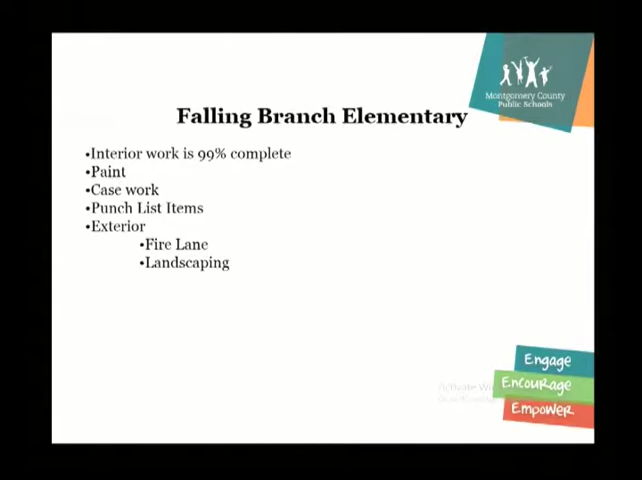 Montgomery County
Public Schools
Falling Branch Elementary
•Interior work is 99% complete
•Paint
•Case work
•Punch List Items
•Exterior
•Fire Lane
•Landscaping
Engage
Activate
Encourage
Empower